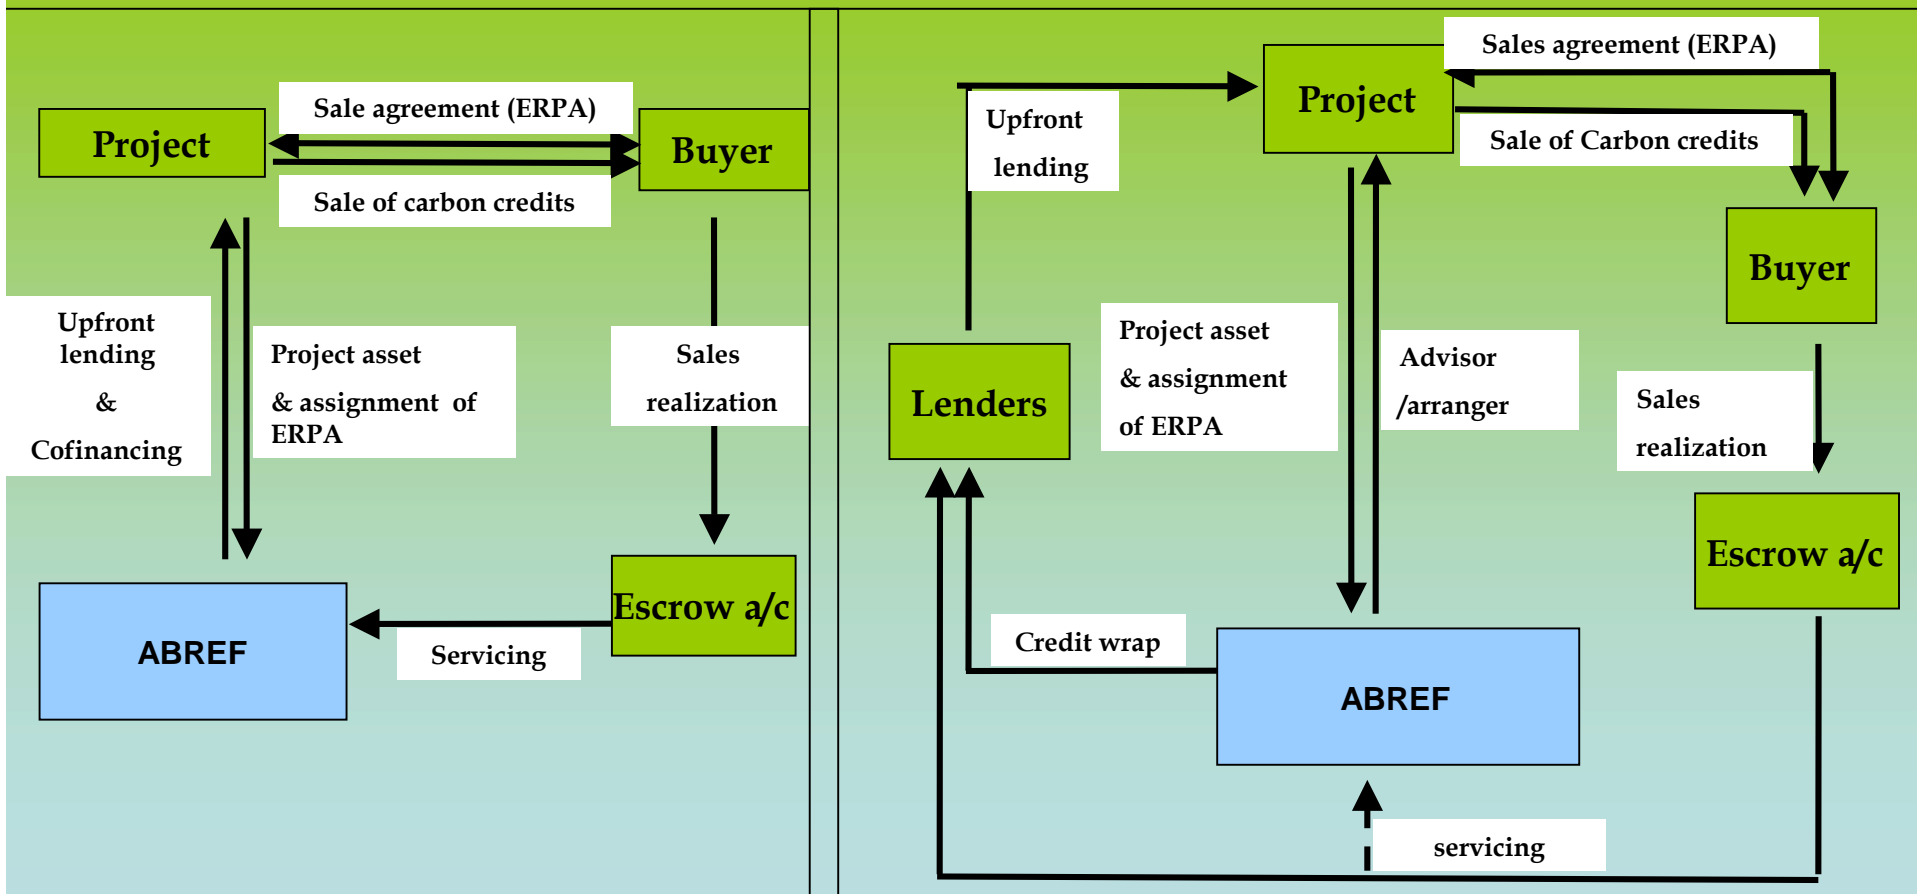 Sale agreement (ERPA)
Project
Buyer
Sale of carbon credits
Upfront
lending
&
Cofinancing
Project asset
& assignment of
ERPA
Sales
realization
Escrow a/c
ABREF
Servicing
Sales agreement (ERPA)
Project
Upfront
lending
Sale of Carbon credits
Buyer
Lenders
Project asset
& assignment
of ERPA
Advisor
/arranger
Sales
realization
Escrow a/c
Credit wrap
ABREF
servicing